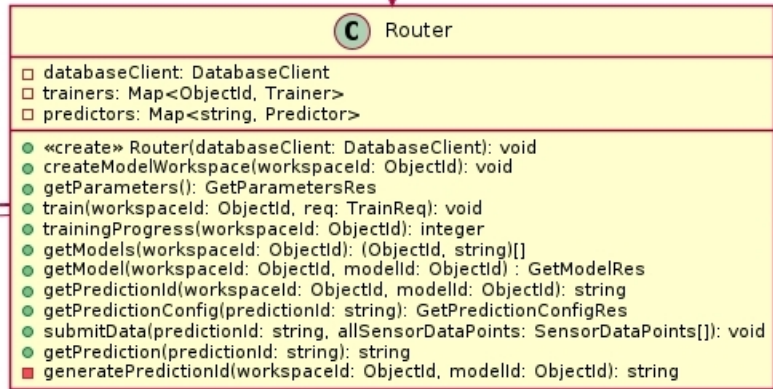 C Router
databaseClient: DatabaseClient
trainers: Map<ObjectId, Trainer>
predictors: Map<string, Predictor>
«create» Router(databaseClient: DatabaseClient): void
createModelWorkspace(workspaceId: ObjectId): void
getParameters(): GetParametersRes
train(workspaceId: ObjectId, req: TrainReq): void
trainingProgress(workspaceId: ObjectId): integer
getModels(workspaceId: ObjectId): (ObjectId, string)[]
getModel(workspaceId: ObjectId, modelId: ObjectId) : GetModelRes
getPredictionId(workspaceId: ObjectId, modelId: ObjectId): string
getPredictionConfig(predictionId: string): GetPredictionConfigRes
submitData(predictionId: string, allSensorDataPoints: SensorDataPoints[]): void
getPrediction(predictionId: string): string
generatePredictionId(workspaceId: ObjectId, modelId: ObjectId): string